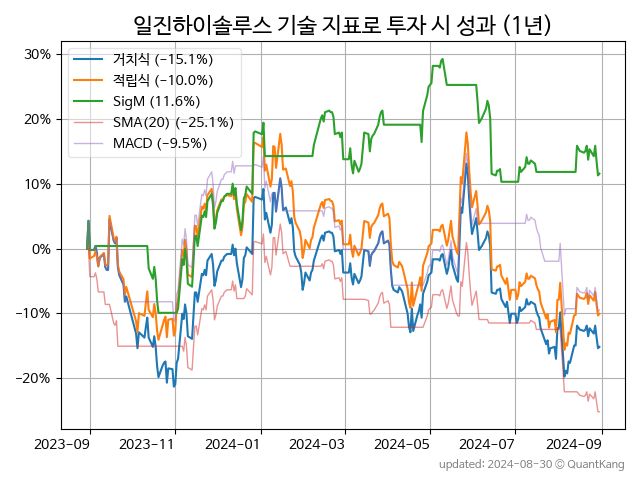 일진하이솔루스 기술 지표로 투자 시 성과 (1년)
30%
20%
10%
0%
−10%
−20%
거치식 (−15.1%)
적립식 (−10.0%)
SigM (11.6%)
SMA(20) (−25.1%)
MACD (−9.5%)
2023-09
2023-11
2024-01
2024-03
2024-05
2024-07
2024-09
updated: 2024-08-30 © QuantKang